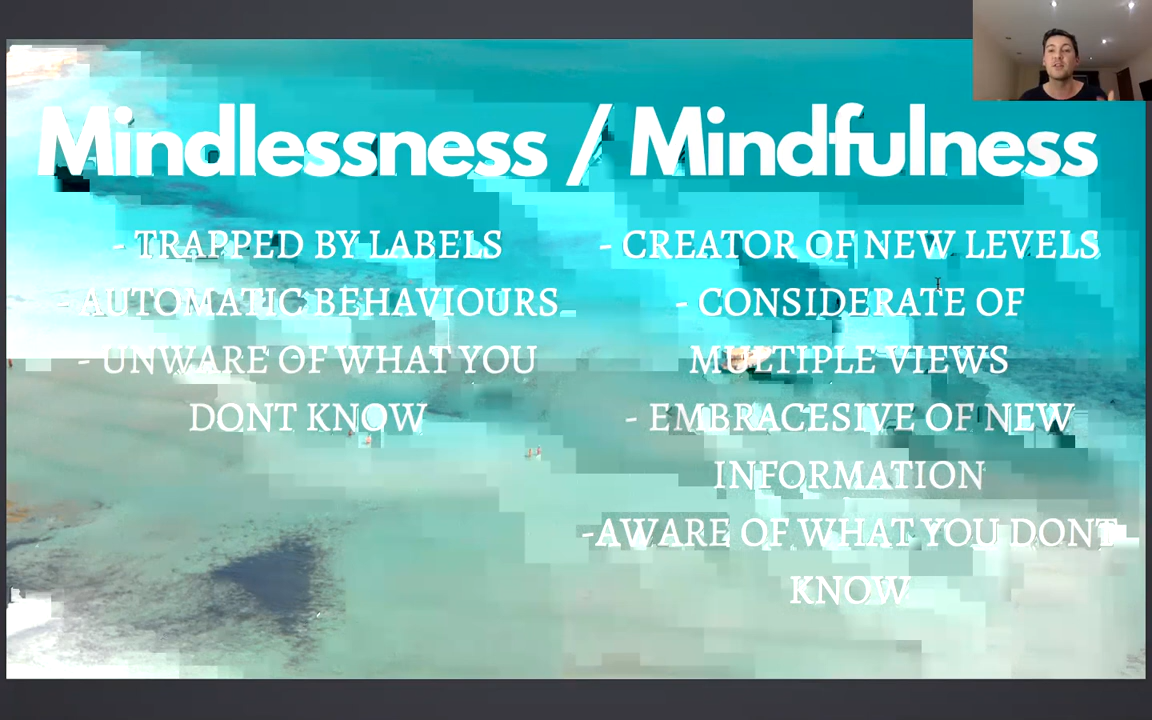 Mindlessness / Mindfulness
- TRAPPED BY LABELS
- AUTOMATIC BEHAVIOURS
- UNWARE OF WHAT YOU
DONT KNOW
- CREATOR OF NEW LEVELS
- CONSIDERATE OF
MULTIPLE VIEWS
- EMBRACESIVE OF NEW
INFORMATION
-AWARE OF WHAT YOU DONT
KNOW